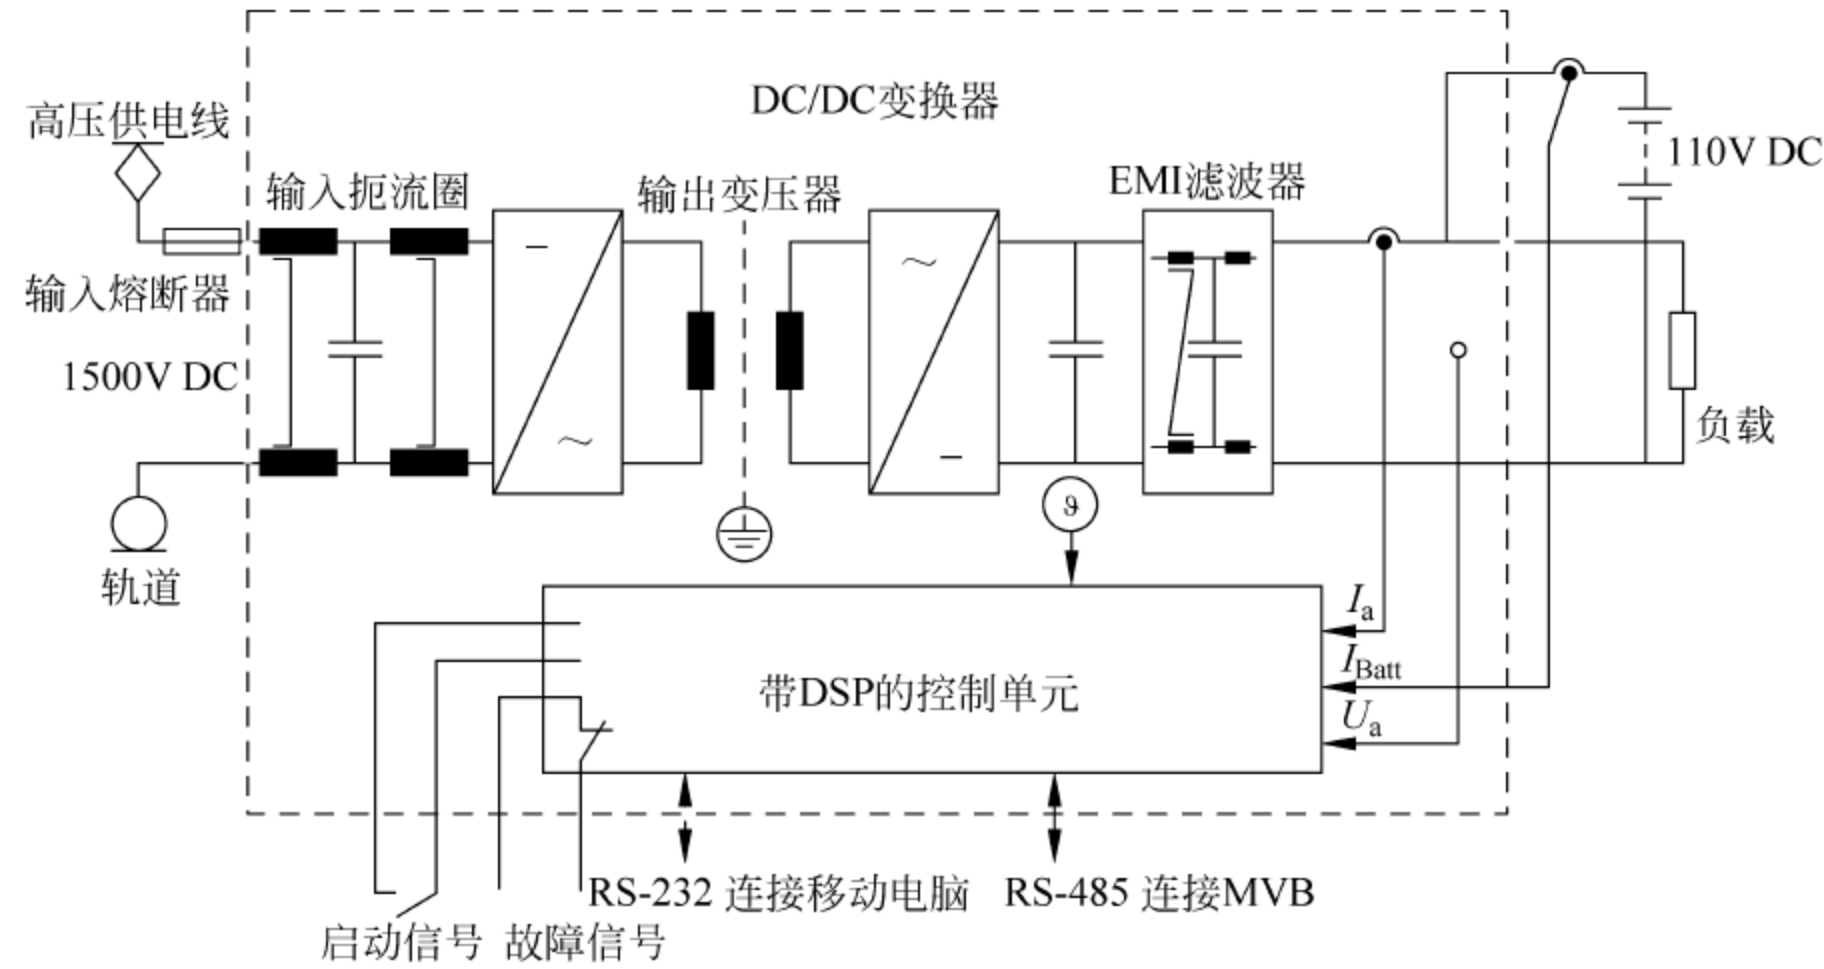 DC/DC变换器
高压供电线
110V DC
输入扼流圈
输出变压器
EMI滤波器
输入熔断器
1500V DC
负载
轨道
ϑ
Ia
IBatt
带DSP的控制单元
Ua
RS-232 连接移动电脑
RS-485 连接MVB
启动信号
故障信号